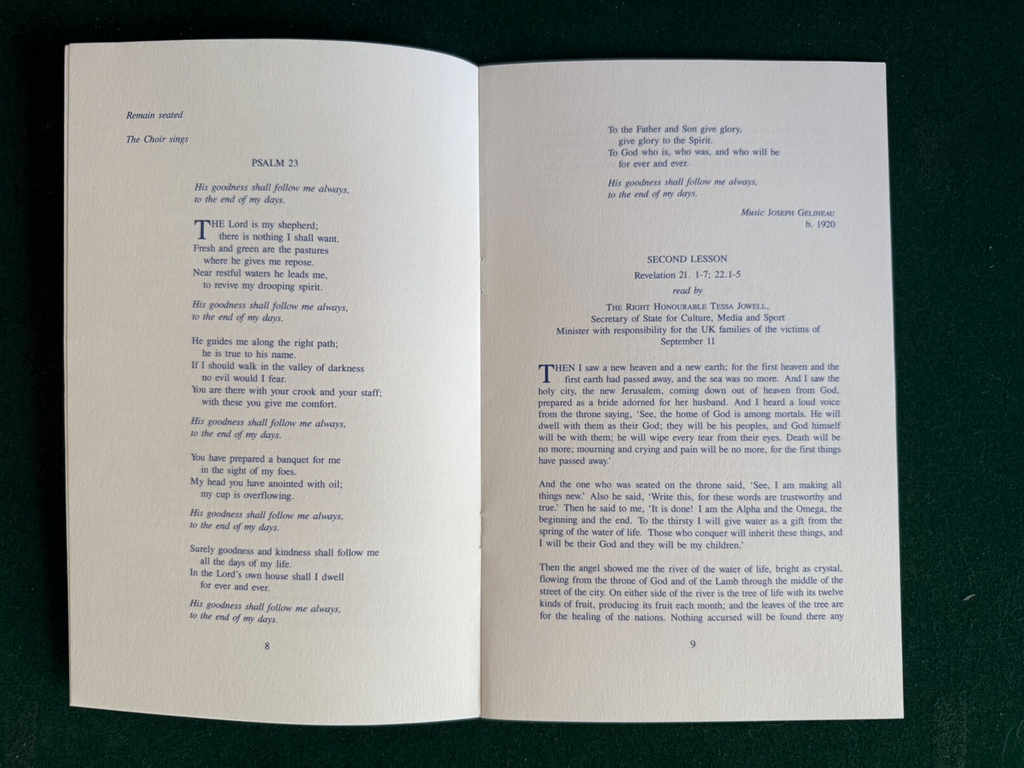 Remain seated
The Choir sings
PSALM 23
His goodness shall follow me always,
to the end of my days.
THE Lord is my shepherd;
there is nothing I shall want.
Fresh and green are the pastures
where he gives me repose.
Near restful waters he leads me,
to revive my drooping spirit.
His goodness shall follow me always,
to the end of my days.
He guides me along the right path;
he is true to his name.
If I should walk in the valley of darkness
no evil would I fear.
You are there with your crook and your staff;
with these you give me comfort.
His goodness shall follow me always,
to the end of my days.
You have prepared a banquet for me
in the sight of my foes.
My head you have anointed with oil;
my cup is overflowing.
His goodness shall follow me always,
to the end of my days.
Surely goodness and kindness shall follow me
all the days of my life.
In the Lord's own house shall I dwell
for ever and ever.
His goodness shall follow me always,
to the end of my days.
8
To the Father and Son give glory,
give glory to the Spirit.
To God who is, who was, and who will be
for ever and ever.
His goodness shall follow me always,
to the end of my days.
Music JOSEPH GELINEAU
b. 1920
SECOND LESSON
Revelation 21. 1-7; 22.1-5
read by
THE RIGHT HONOURABLE TESSA JOWELL,
Secretary of State for Culture, Media and Sport
Minister with responsibility for the UK families of the victims of
September 11
THEN I saw a new heaven and a new earth; for the first heaven and the
first earth had passed away, and the sea was no more. And I saw the
holy city, the new Jerusalem, coming down out of heaven from God,
prepared as a bride adorned for her husband. And I heard a loud voice
from the throne saying, 'See, the home of God is among mortals. He will
dwell with them as their God; they will be his peoples, and God himself
will be with them; he will wipe every tear from their eyes. Death will be
no more; mourning and crying and pain will be no more, for the first things
have passed away.'
And the one who was seated on the throne said, 'See, I am making all
things new.' Also he said, 'Write this, for these words are trustworthy and
true.' Then he said to me, 'It is done! I am the Alpha and the Omega, the
beginning and the end. To the thirsty I will give water as a gift from the
spring of the water of life. Those who conquer will inherit these things, and
I will be their God and they will be my children.'
Then the angel showed me the river of the water of life, bright as crystal,
flowing from the throne of God and of the Lamb through the middle of the
street of the city. On either side of the river is the tree of life with its twelve
kinds of fruit, producing its fruit each month; and the leaves of the tree are
for the healing of the nations. Nothing accursed will be found there any
9